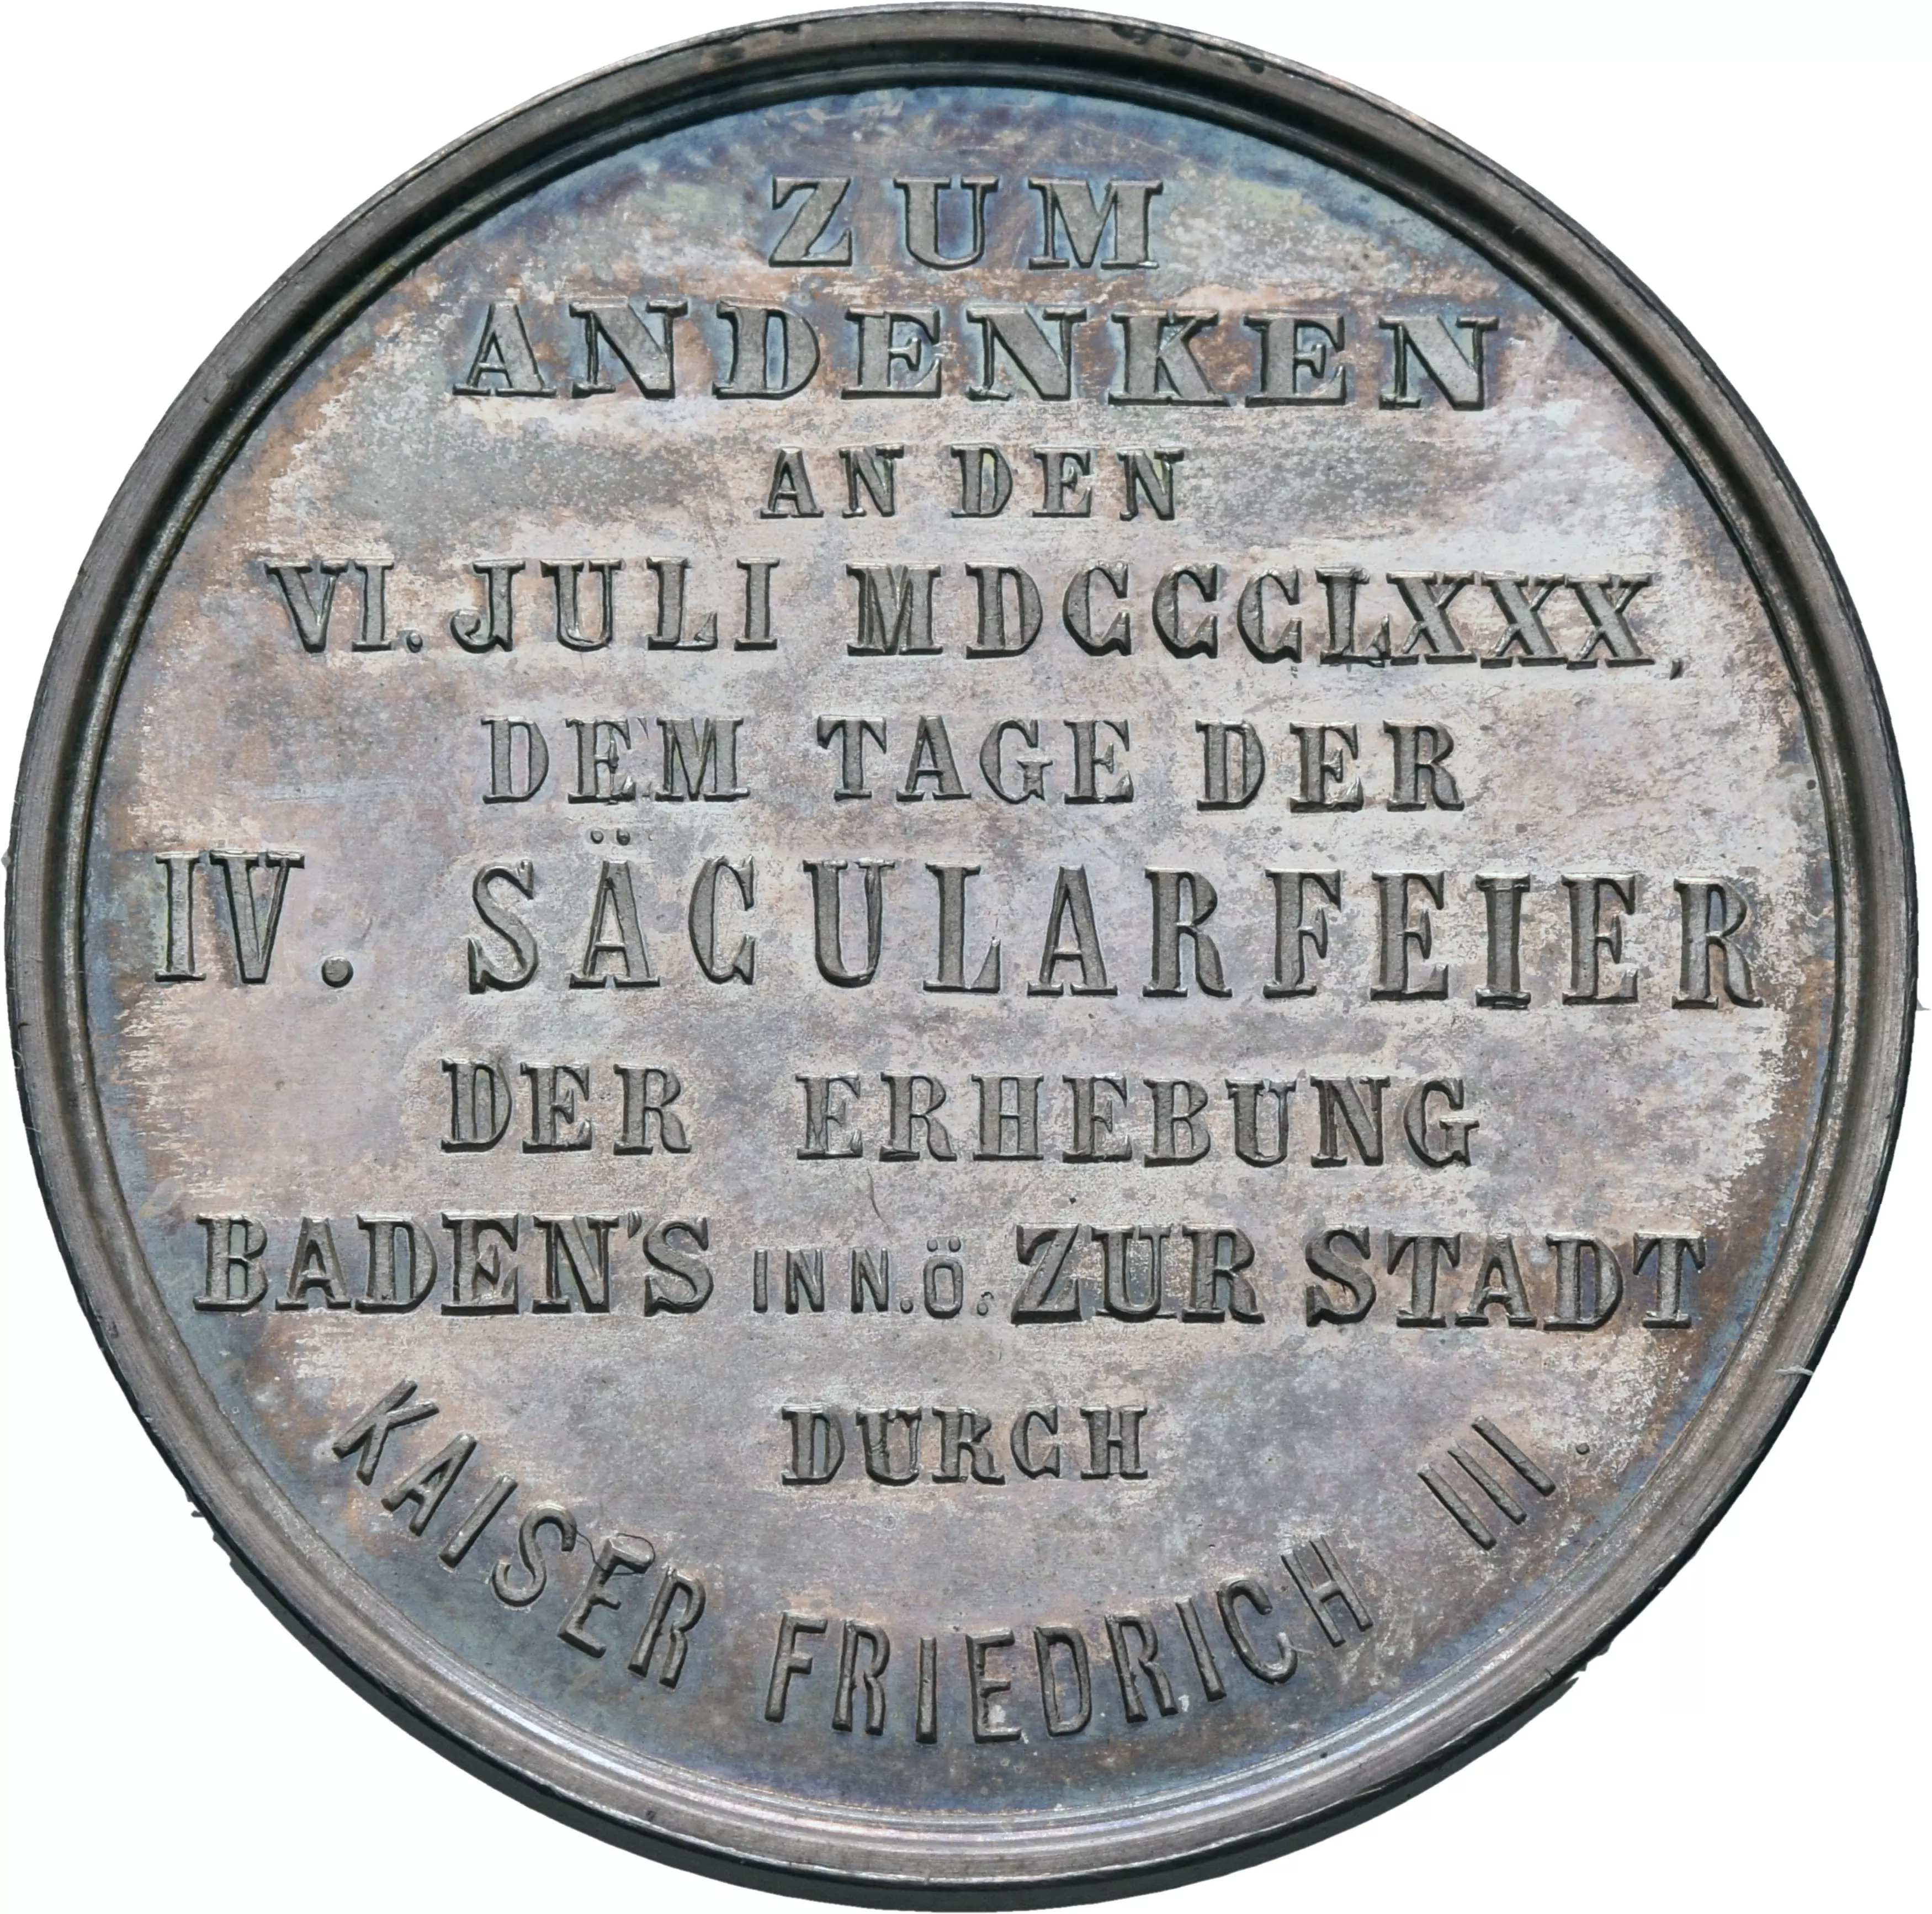 ZUM
ANDENKEN
AN DEN
VI. JULI MDCCCLXXX,
DEM TAGE DER
IV. SÄCULARFEIER
DER ERHEBUNG
BADEN'S IN N.Ö. ZUR STADT
DURCH
KAISER FRIEDRICH III.